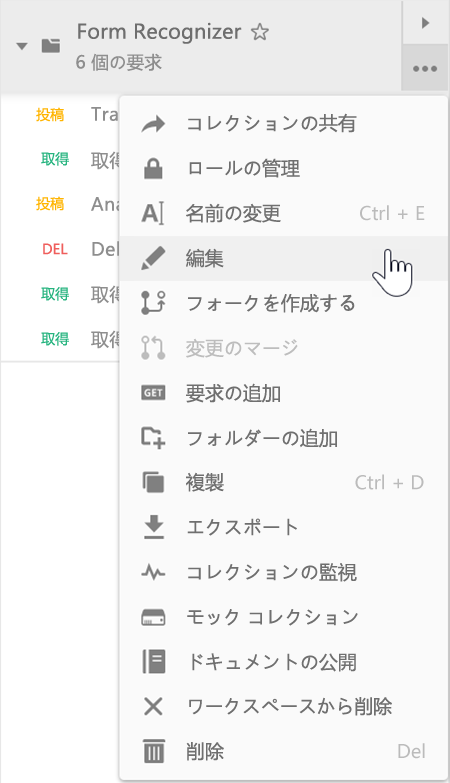 Form Recognizer
6 個の要求
投稿 Tra
取得 取得
投稿 Ana
DEL Del
取得 取得
取得 取得
コレクションの共有
ロールの管理
名前の変更 Ctrl + E
編集
フォークを作成する
変更のマージ
GET 要求の追加
フォルダーの追加
複製 Ctrl + D
エクスポート
コレクションの監視
モック コレクション
ドキュメントの公開
ワークスペースから削除
削除 Del